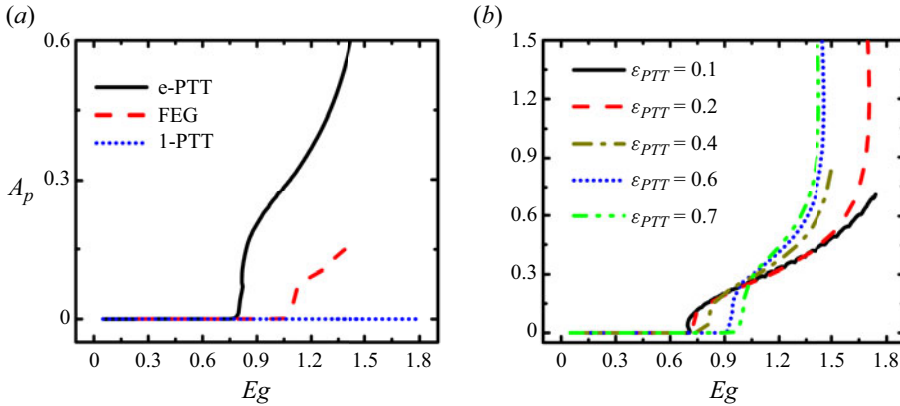 (a)
0.6
0.3
0
A_p
e-PTT
FEG
1-PTT
0 0.3 0.6 0.9 1.2 1.5 1.8
Eg
(b)
1.5
1.2
0.9
0.6
0.3
0
ε_PTT = 0.1
ε_PTT = 0.2
ε_PTT = 0.4
ε_PTT = 0.6
ε_PTT = 0.7
0 0.3 0.6 0.9 1.2 1.5 1.8
Eg